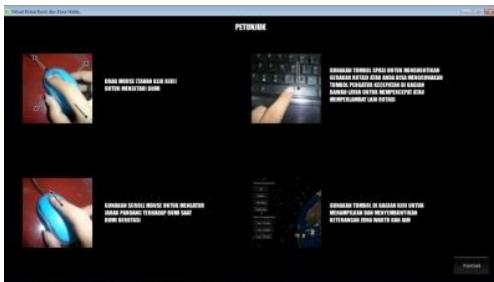 PETUNJUK
DRAG MOUSE (TAHAN KLIK KIRI)
UNTUK MENGITARI BUMI
GUNAKAN TOMBOL SPASI UNTUK MENGHENTIKAN
GERAKAN ROTASI ATAU ANDA BISA MENGGUNAKAN
TOMBOL PENGATUR KECEPATAN DI BAGIAN
BAWAH LAYAR UNTUK MEMPERCEPAT ATAU
MEMPERLAMBAT LAJU ROTASI
GUNAKAN SCROLL MOUSE UNTUK MENGATUR
JARAK PANDANG TERHADAP BUMI SAAT
BUMI BEROTASI
GUNAKAN TOMBOL DI BAGIAN KIRI UNTUK
MENAMPILKAN DAN MENYEMBUNYIKAN
KETERANGAN ZONA WAKTU DAN JAM